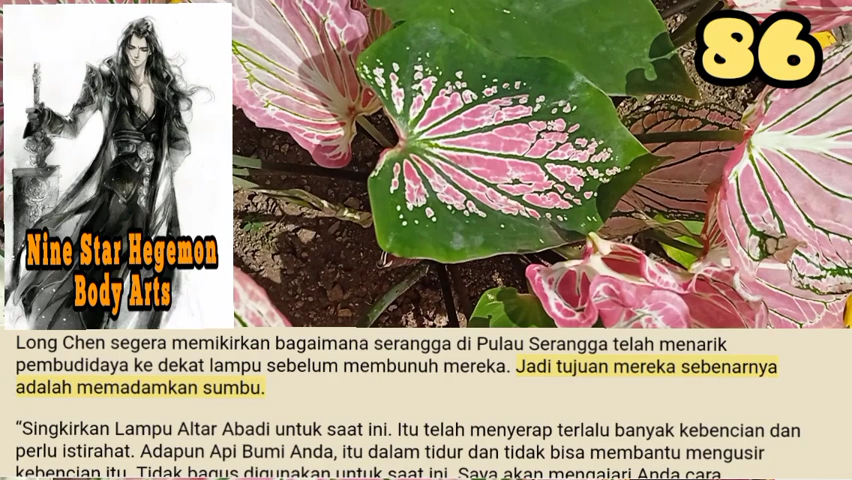 86
Nine Star Hegemon
Body Arts
Long Chen segera memikirkan bagaimana serangga di Pulau Serangga telah menarik
pembudidaya ke dekat lampu sebelum membunuh mereka. Jadi tujuan mereka sebenarnya
adalah memadamkan sumbu.
“Singkirkan Lampu Altar Abadi untuk saat ini. Itu telah menyerap terlalu banyak kebencian dan
perlu istirahat. Adapun Api Bumi Anda, itu dalam tidur dan tidak bisa membantu mengusir
kebencian itu. Tidak bagus digunakan untuk saat ini. Saya akan mengajari Anda cara